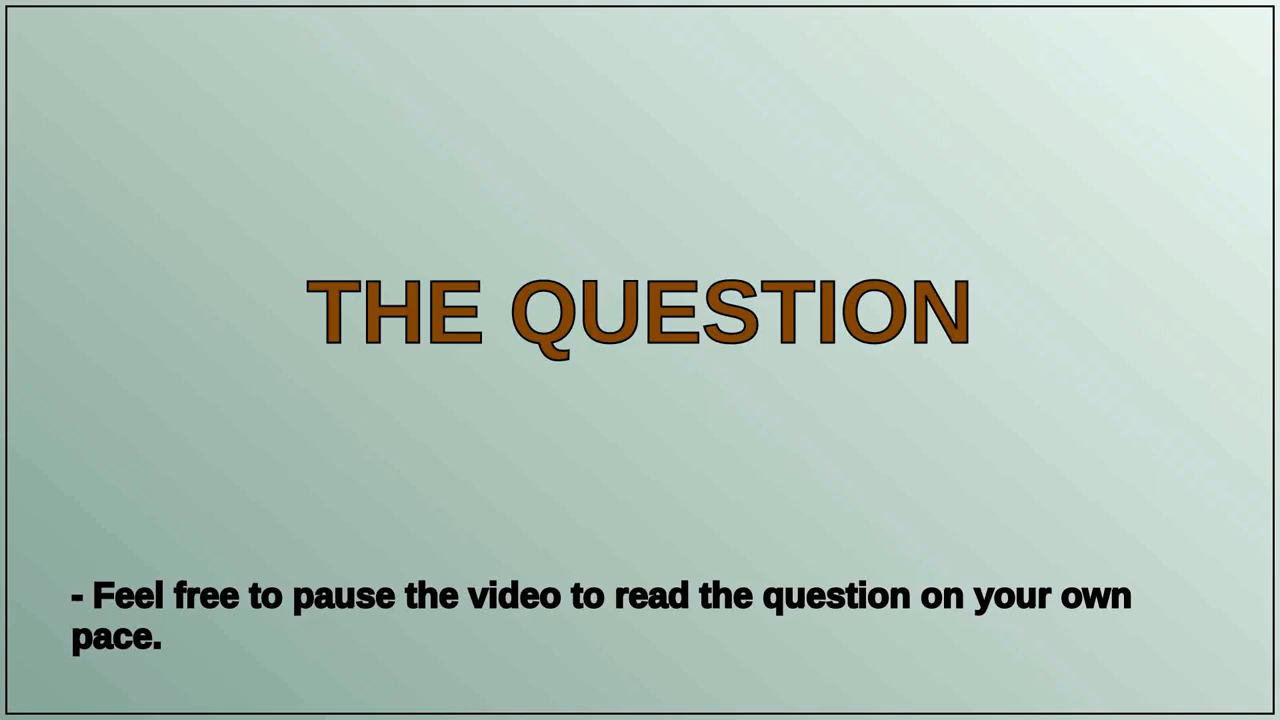 THE QUESTION
- Feel free to pause the video to read the question on your own
pace.